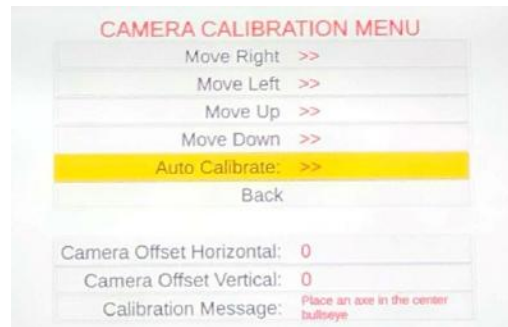 CAMERA CALIBRATION MENU
Move Right >>
Move Left >>
Move Up >>
Move Down >>
Auto Calibrate: >>
Back
Camera Offset Horizontal: 0
Camera Offset Vertical: 0
Calibration Message: Place an axe in the center
bullseye